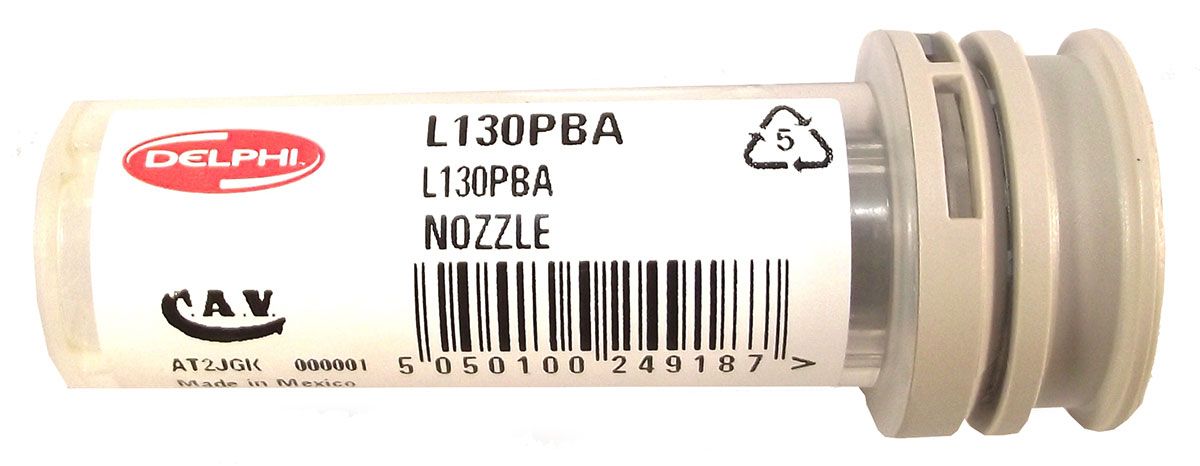 DELPHI
L130PBA
5
L130PBA
NOZZLE
C.A.V.
AT2JGK 000001
5 050100 249187 >
Made in Mexico